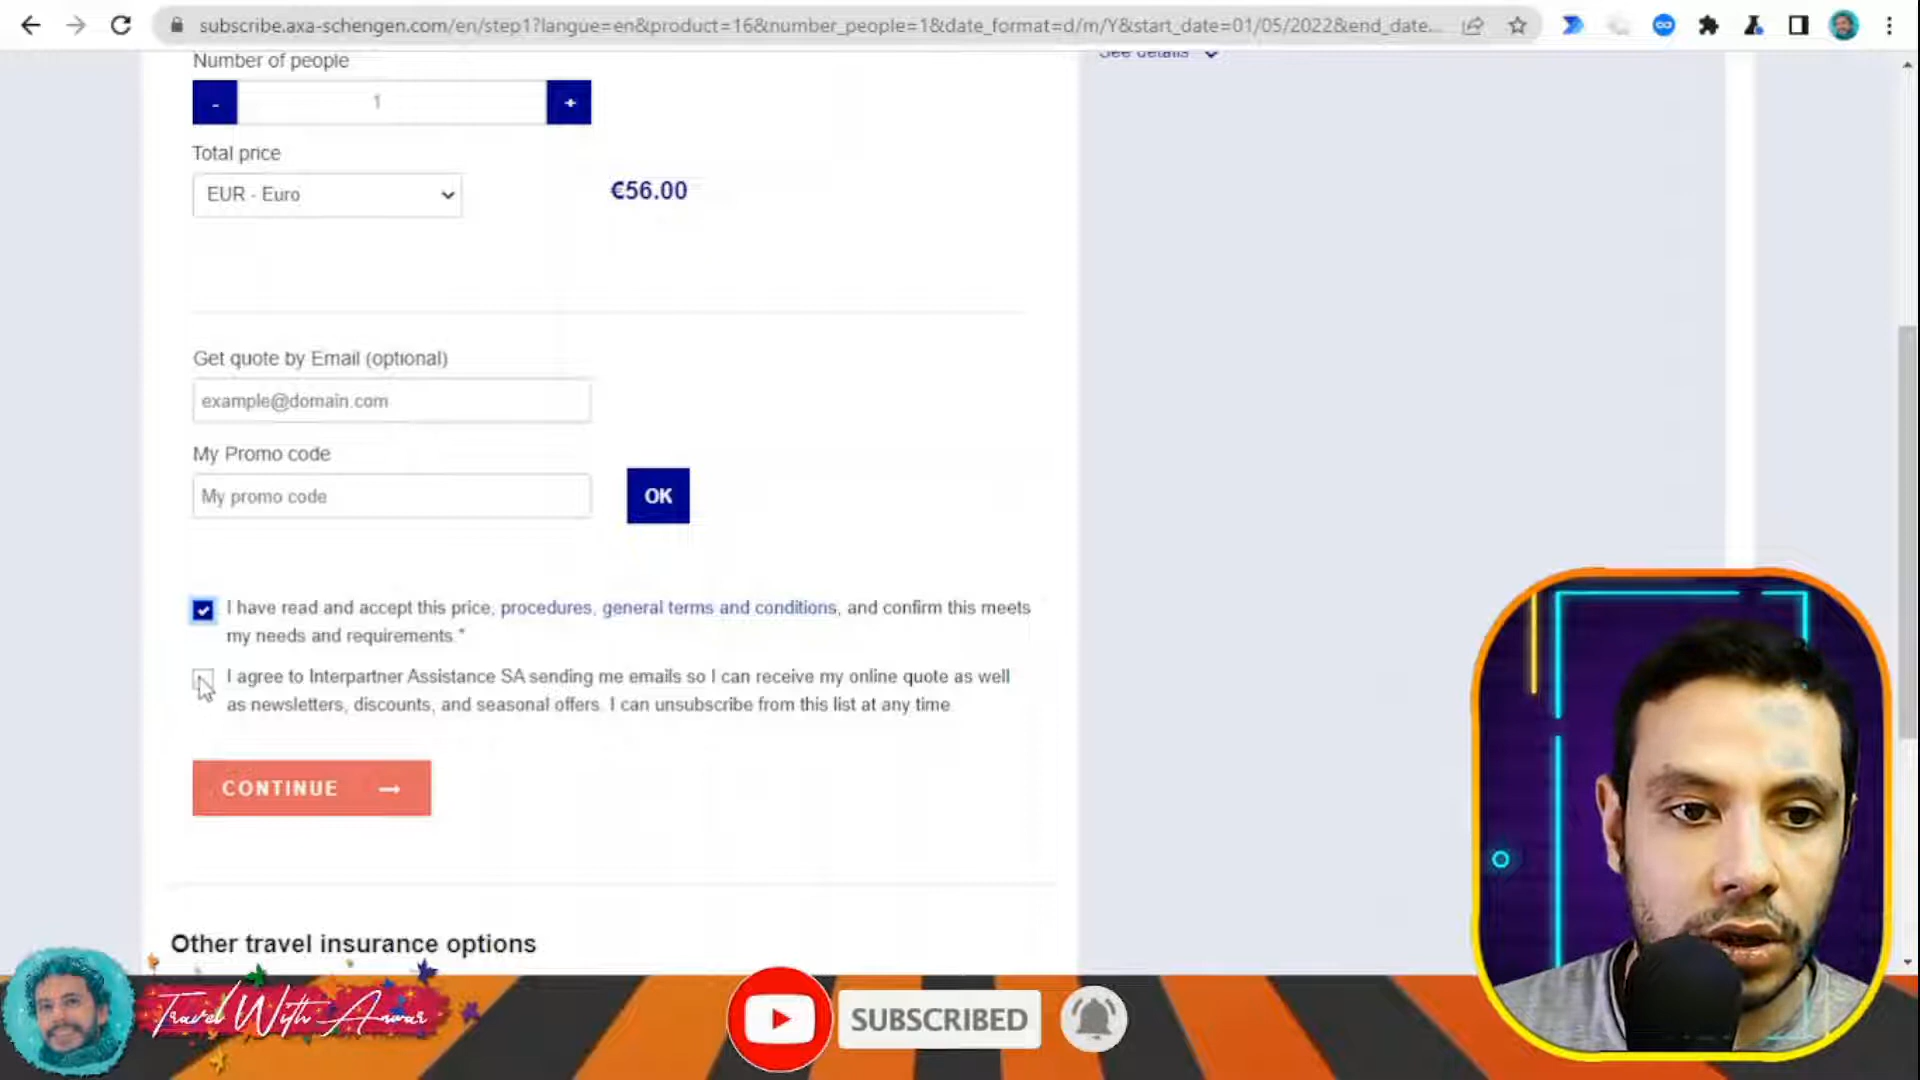 subscribe.axa-schengen.com/en/step1?langue=en&product=16&number_people=1&date_format=d/m/Y&start_date=01/05/2022&end_date...
See details
Number of people
- 1 +
Total price
EUR - Euro €56.00
Get quote by Email (optional)
example@domain.com
My Promo code
My promo code OK
I have read and accept this price, procedures, general terms and conditions, and confirm this meets
my needs and requirements.*
I agree to Interpartner Assistance SA sending me emails so I can receive my online quote as well
as newsletters, discounts, and seasonal offers. I can unsubscribe from this list at any time.
CONTINUE →
Other travel insurance options
Travel With Anwar
SUBSCRIBED